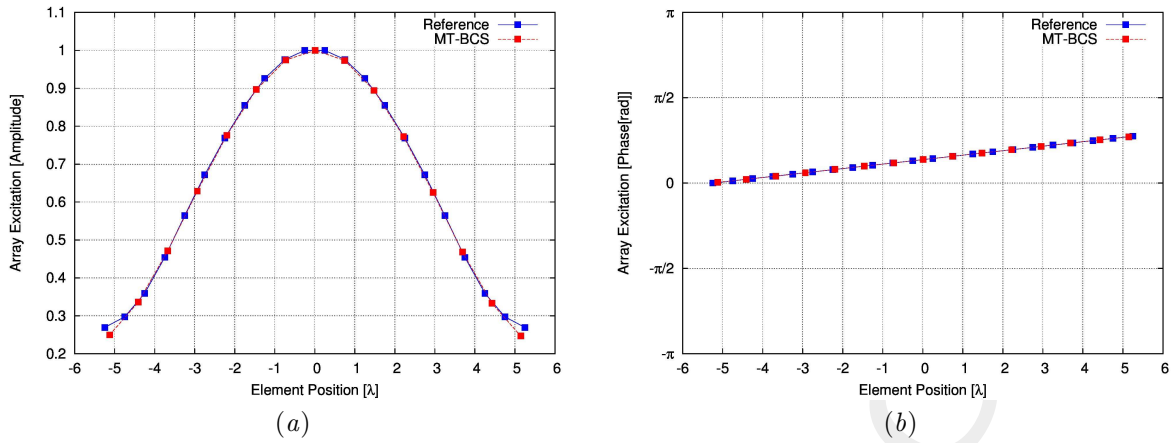 Reference
MT-BCS
1.1
1
0.9
0.8
0.7
0.6
0.5
0.4
0.3
0.2
Array Excitation [Amplitude]
-6 -5 -4 -3 -2 -1 0 1 2 3 4 5 6
Element Position [λ]
(a)
Reference
MT-BCS
π
π/2
0
-π/2
-π
Array Excitation [Phase[rad]]
-6 -5 -4 -3 -2 -1 0 1 2 3 4 5 6
Element Position [λ]
(b)